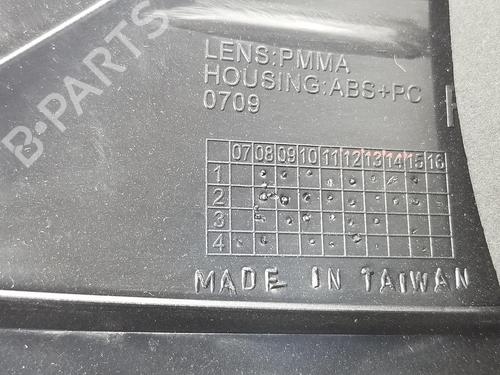 B-PARTS
LENS:PMMA
HOUSING:ABS+PC
0709
07 08 09 10 11 12 13 14 15 16
1
2
3
4
MADE IN TAIWAN